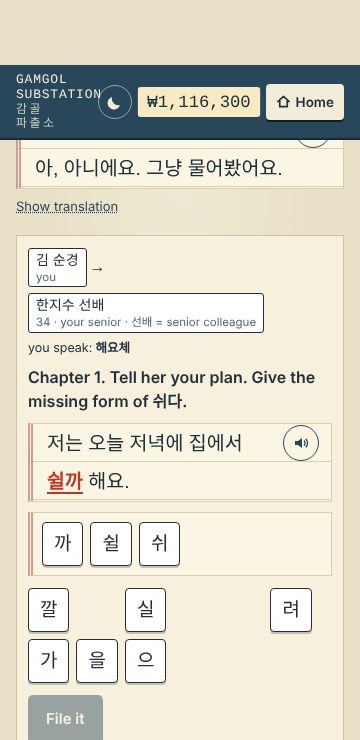 GAMGOL
SUBSTATION
감골
파출소
₩1,116,300
Home
아, 아니에요. 그냥 물어봤어요.
Show translation
김 순경
you
→
한지수 선배
34 · your senior · 선배 = senior colleague
you speak: 해요체
Chapter 1. Tell her your plan. Give the
missing form of 쉬다.
저는 오늘 저녁에 집에서
쉴까 해요.
까 쉴 쉬
깔 실 려
가 을 으
File it